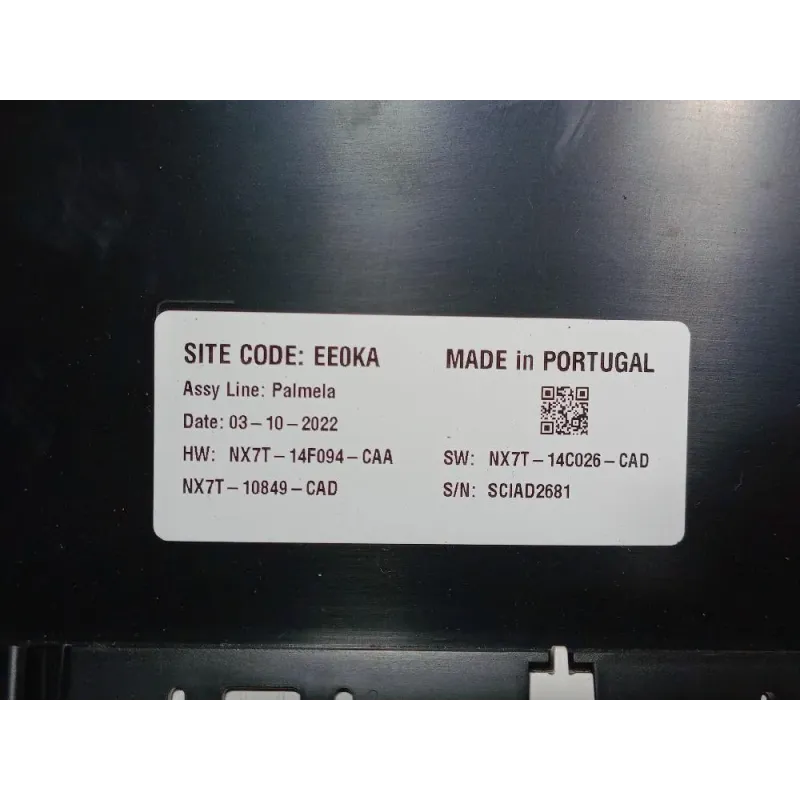 SITE CODE: EE0KA
MADE in PORTUGAL
Assy Line: Palmela
Date: 03-10-2022
HW: NX7T-14F094-CAA
SW: NX7T-14C026-CAD
NX7T-10849-CAD
S/N: SCIAD2681